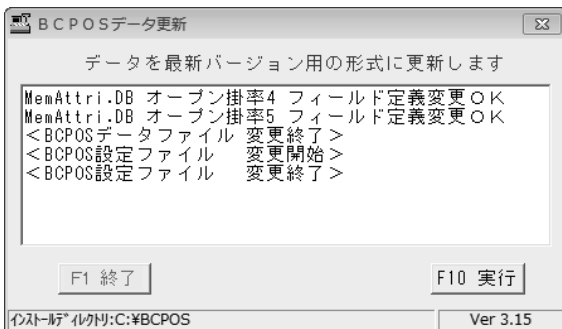 BCPOSデータ更新
データを最新バージョン用の形式に更新します
MemAttri.DB オープン掛率4 フィールド定義変更OK
MemAttri.DB オープン掛率5 フィールド定義変更OK
<BCPOSデータファイル 変更終了>
<BCPOS設定ファイル 変更開始>
<BCPOS設定ファイル 変更終了>
F1 終了
F10 実行
インストールディレクトリ:C:¥BCPOS
Ver 3.15